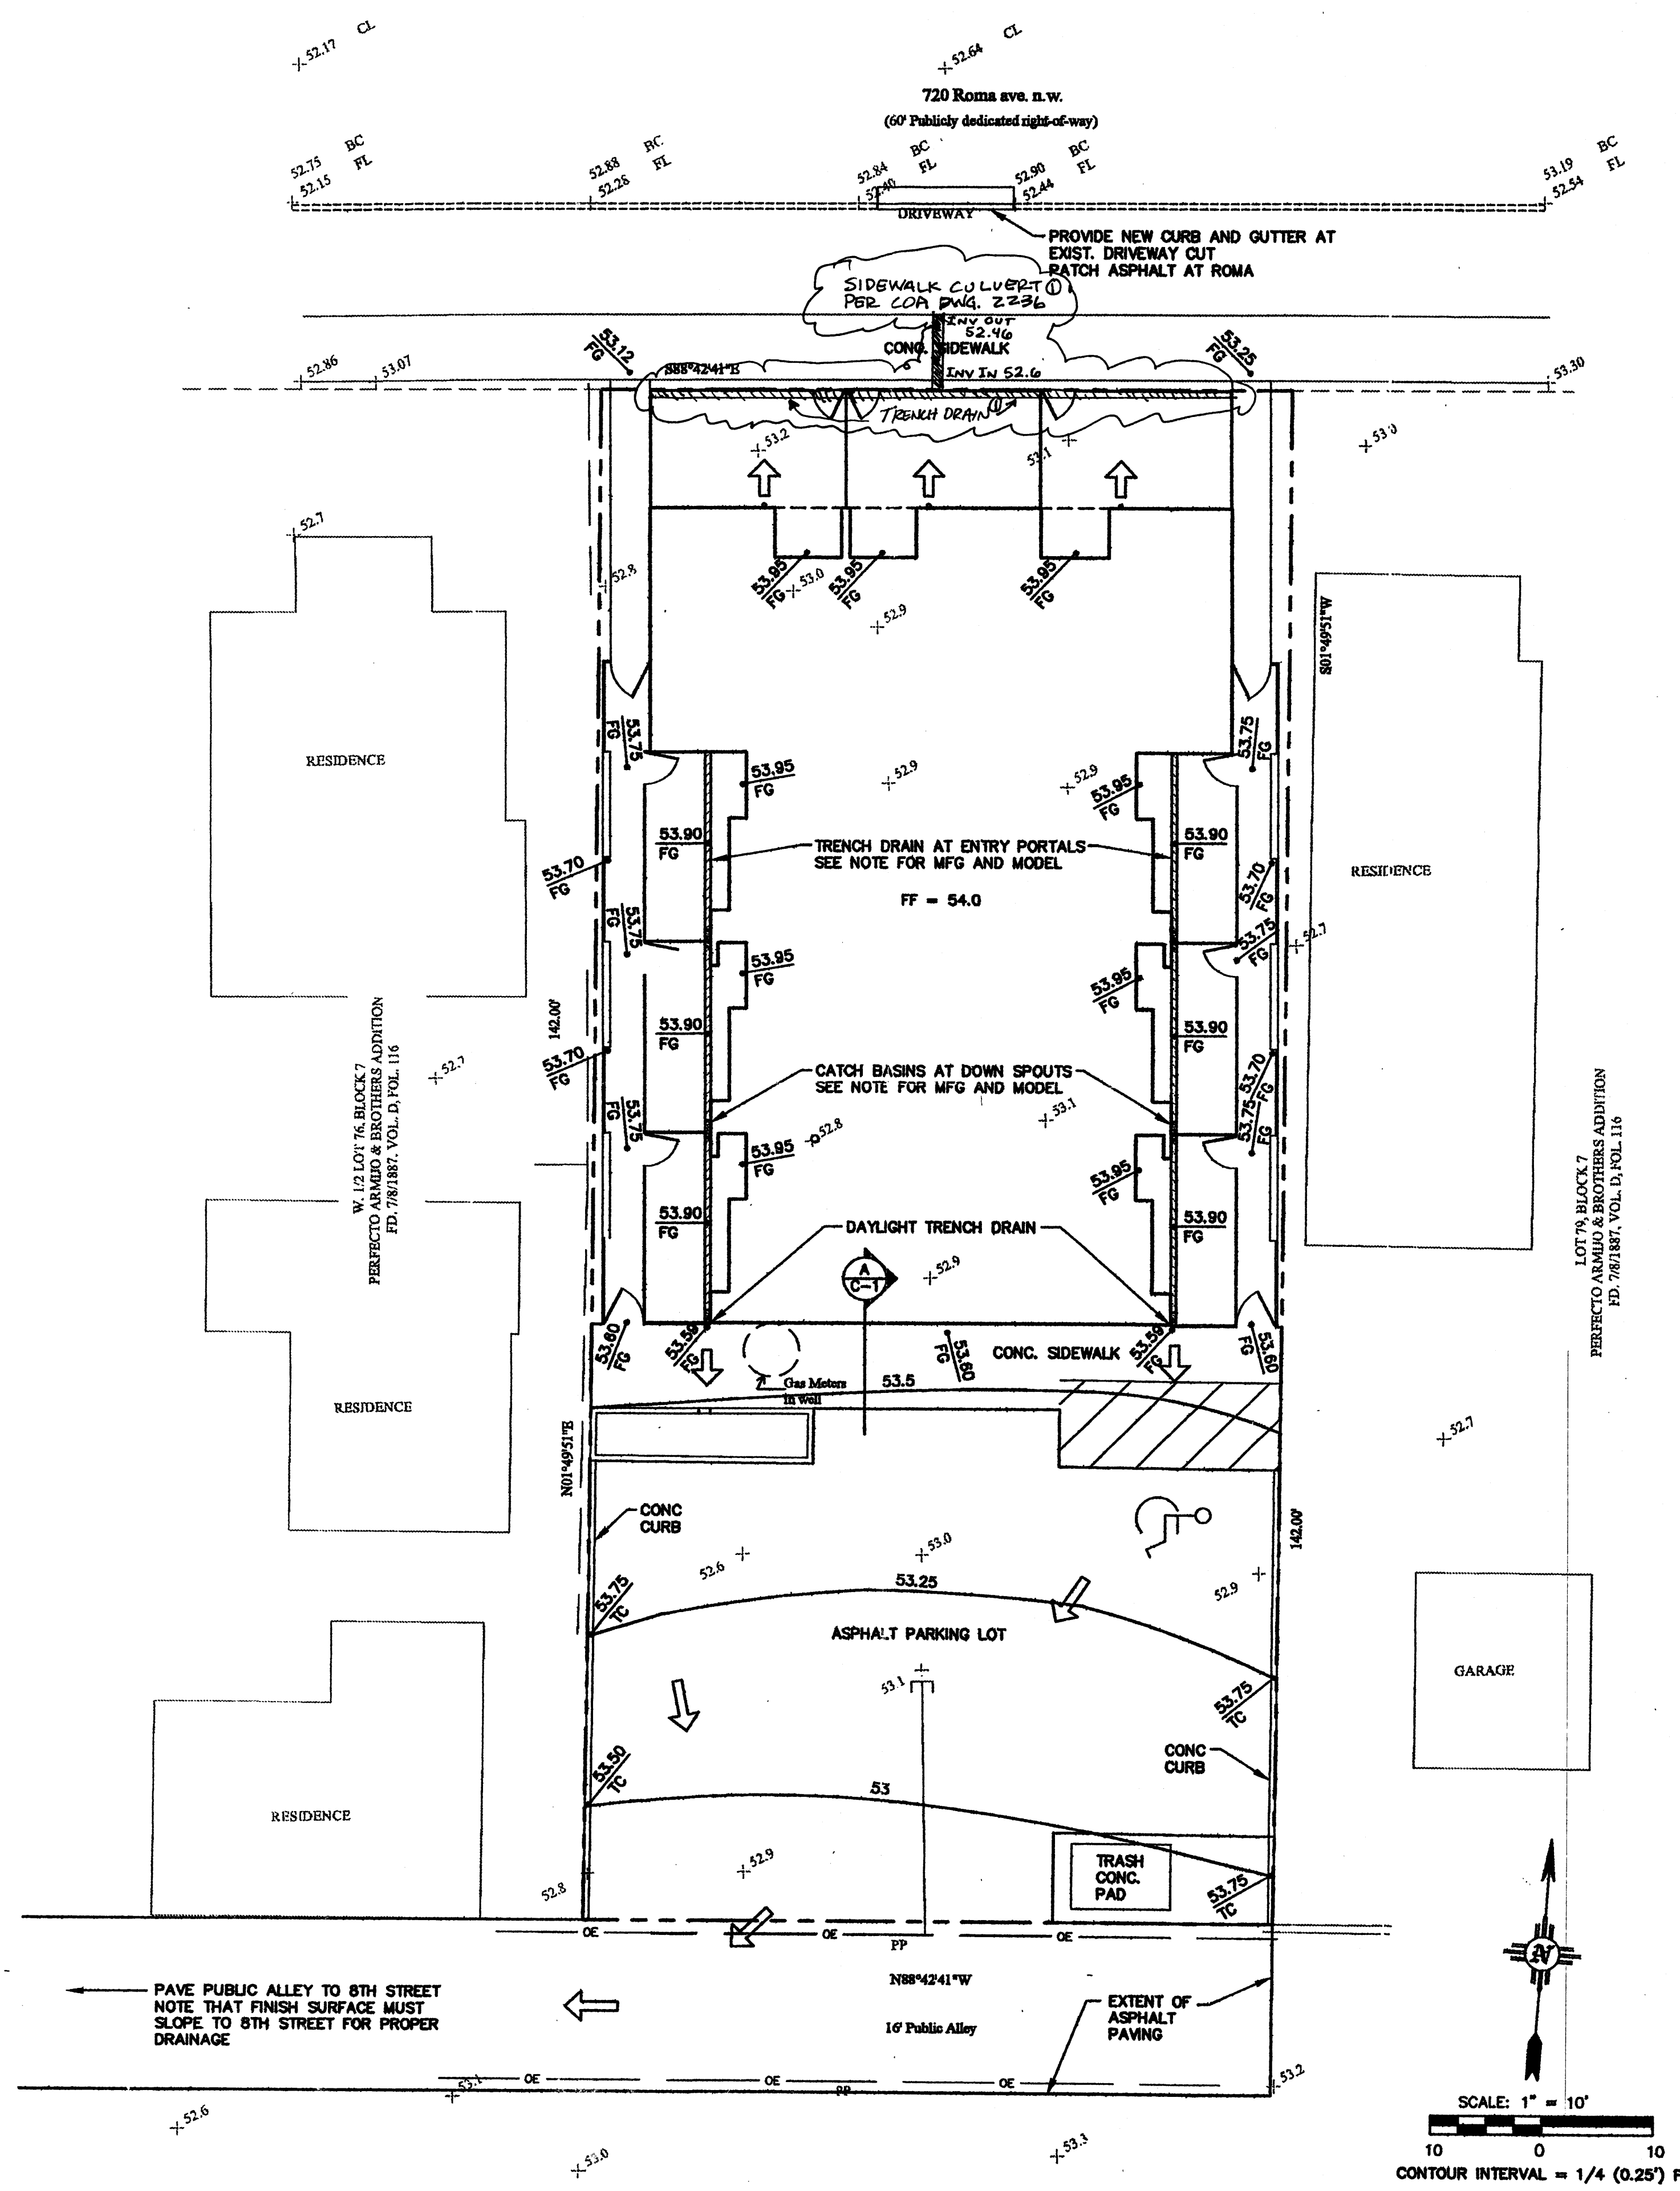 52.17 CL
52.64 CL
720 Roma ave. n.w.
(60' Publicly dedicated right-of-way)
52.75 BC
52.15 FL
52.88 BC
52.28 FL
52.84 BC
52.40 FL
52.90 BC
52.44
53.19 BC
52.54 FL
DRIVEWAY
PROVIDE NEW CURB AND GUTTER AT
EXIST. DRIVEWAY CUT
PATCH ASPHALT AT ROMA
SIDEWALK CULVERT ①
PER COA DWG. 2236
INV OUT
52.46
CONC. SIDEWALK
53.12
FG
53.25
FG
52.86
53.07
S88°42'41"E
INV IN 52.6
53.30
TRENCH DRAIN ①
53.2
53.1
53.0
52.7
52.8
53.95
FG
53.0
53.95
FG
53.95
FG
52.9
S01°49'51"W
53.75
FG
53.75
FG
RESIDENCE
53.95
FG
52.9
52.9
53.95
FG
53.90
FG
TRENCH DRAIN AT ENTRY PORTALS
SEE NOTE FOR MFG AND MODEL
53.90
FG
53.70
FG
53.70
FG
RESIDENCE
FF = 54.0
53.75
FG
53.75
FG
52.7
53.95
FG
53.95
FG
142.00'
53.90
FG
53.90
FG
53.70
FG
53.70
FG
W. 1/2 LOT 76, BLOCK 7
PERFECTO ARMIJO & BROTHERS ADDITION
FD. 7/8/1887, VOL. D, FOL. 116
52.7
CATCH BASINS AT DOWN SPOUTS
SEE NOTE FOR MFG AND MODEL
53.75
FG
52.8
53.1
53.75
FG
53.95
FG
53.95
FG
LOT 79, BLOCK 7
PERFECTO ARMIJO & BROTHERS ADDITION
FD. 7/8/1887, VOL. D, FOL. 116
53.90
FG
DAYLIGHT TRENCH DRAIN
53.90
FG
A
C-1
52.9
53.60
FG
53.59
FG
53.60
FG
CONC. SIDEWALK
53.59
FG
53.60
FG
Gas Meters
in well
53.5
RESIDENCE
52.7
N01°49'51"E
CONC
CURB
142.00'
52.6
53.0
52.9
53.25
53.75
TC
ASPHALT PARKING LOT
53.1
53.75
TC
GARAGE
53.50
TC
CONC
CURB
53
RESIDENCE
52.8
52.9
TRASH
CONC.
PAD
53.75
TC
OE
OE
OE
PP
N88°42'41"W
PAVE PUBLIC ALLEY TO 8TH STREET
NOTE THAT FINISH SURFACE MUST
SLOPE TO 8TH STREET FOR PROPER
DRAINAGE
EXTENT OF
ASPHALT
PAVING
16' Public Alley
N
OE
OE
OE
PP
53.1
53.2
52.6
53.0
53.3
SCALE: 1" = 10'
10 0 10
CONTOUR INTERVAL = 1/4 (0.25') F